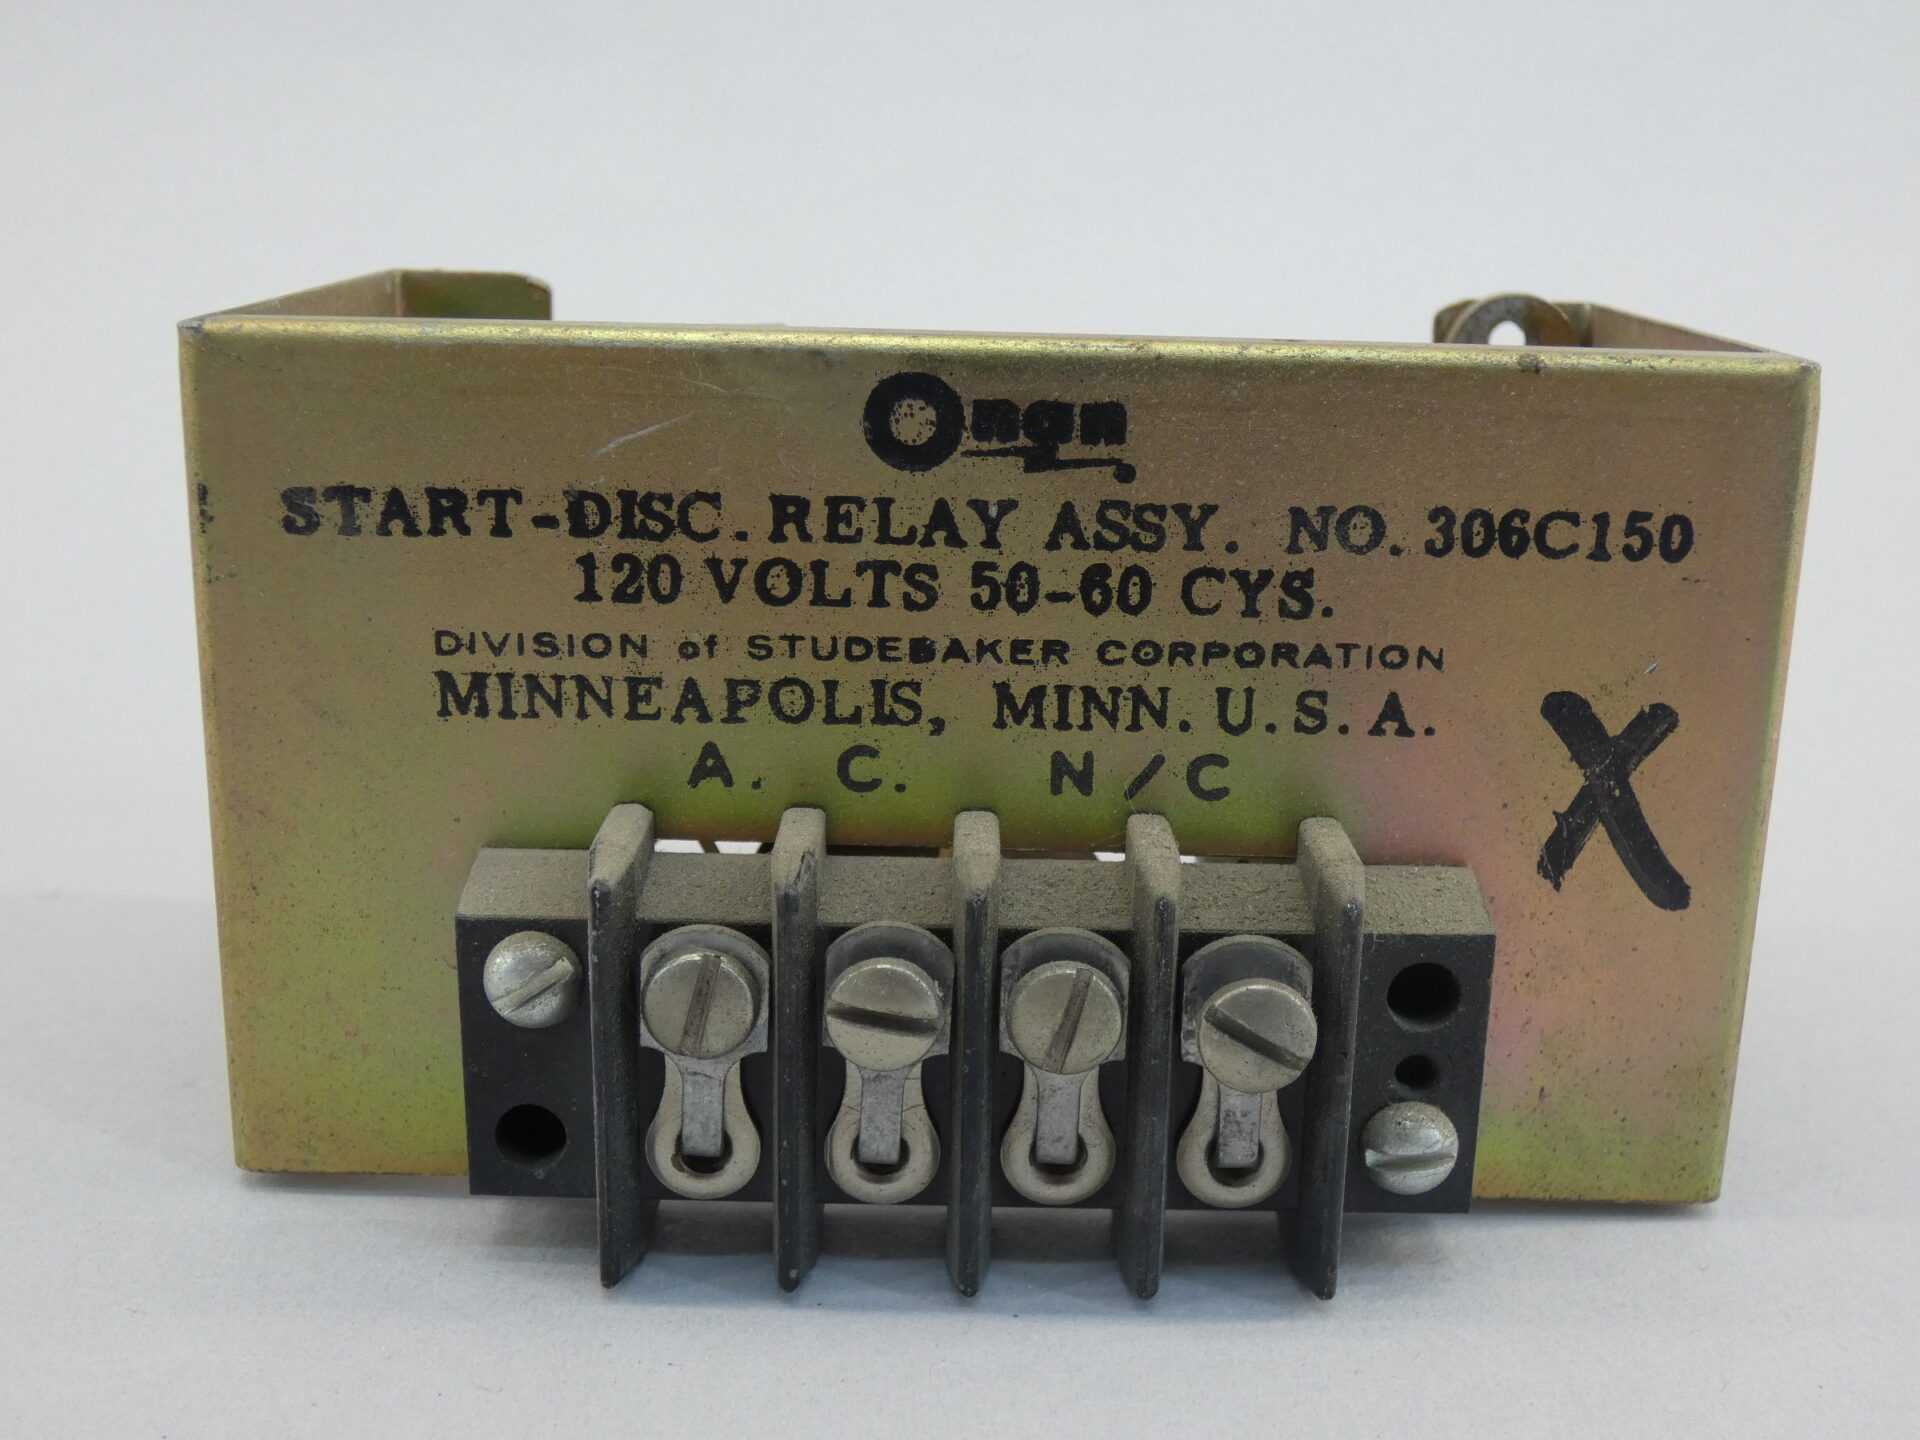 Onan
START-DISC. RELAY ASSY. NO. 306C150
120 VOLTS 50-60 CYS.
DIVISION of STUDEBAKER CORPORATION
MINNEAPOLIS, MINN. U.S.A.
A. C. N/C
X